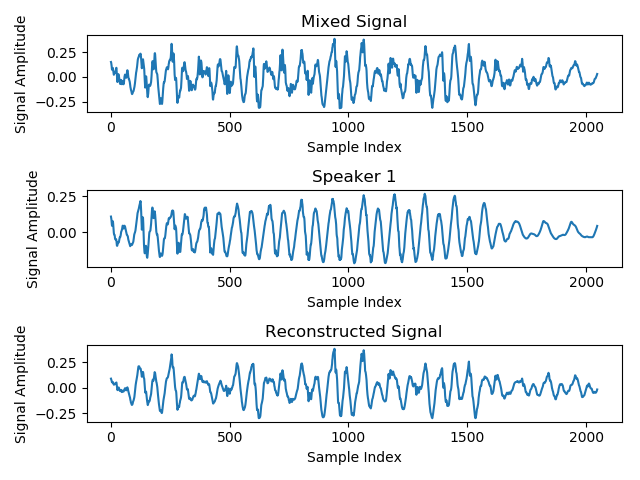 Mixed Signal
Signal Amplitude
0.25
0.00
−0.25
0 500 1000 1500 2000
Sample Index
Speaker 1
Signal Amplitude
0.25
0.00
0 500 1000 1500 2000
Sample Index
Reconstructed Signal
Signal Amplitude
0.25
0.00
−0.25
0 500 1000 1500 2000
Sample Index